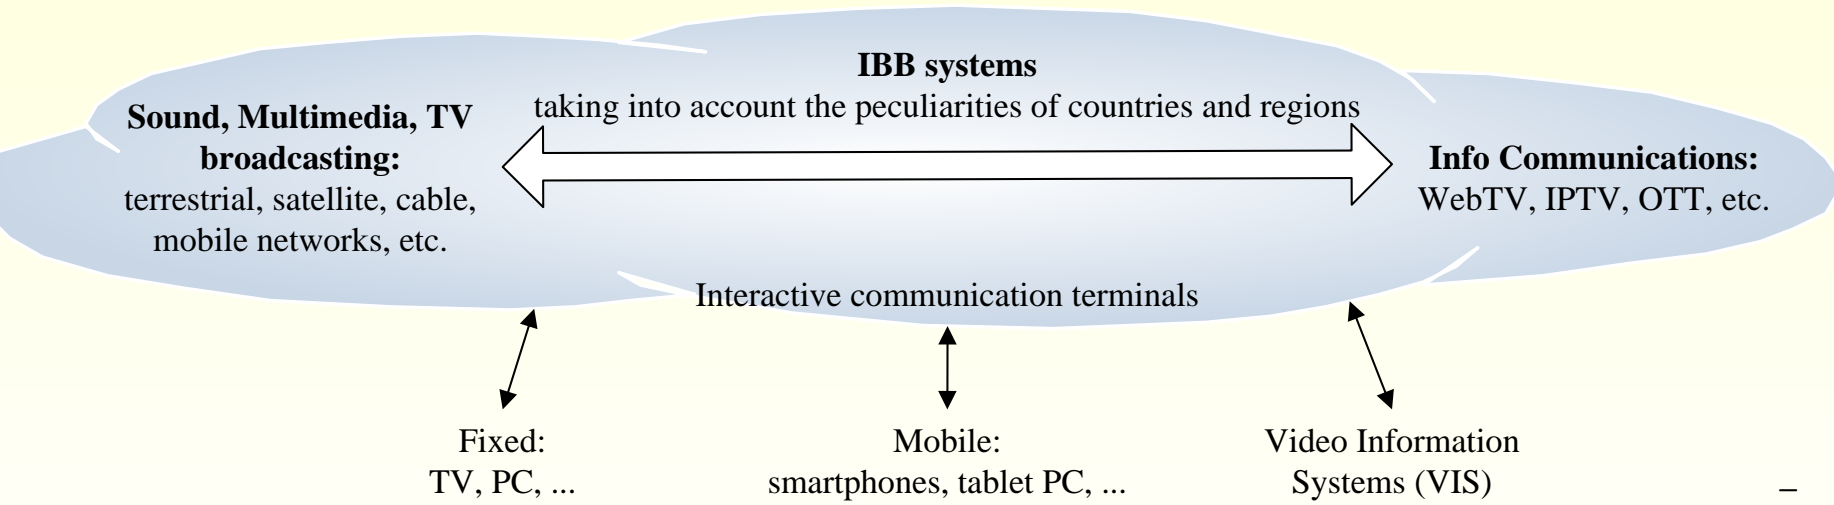 IBB systems
taking into account the peculiarities of countries and regions
Sound, Multimedia, TV
broadcasting:
terrestrial, satellite, cable,
mobile networks, etc.
Info Communications:
WebTV, IPTV, OTT, etc.
Interactive communication terminals
Fixed:
TV, PC, ...
Mobile:
smartphones, tablet PC, ...
Video Information
Systems (VIS)
–